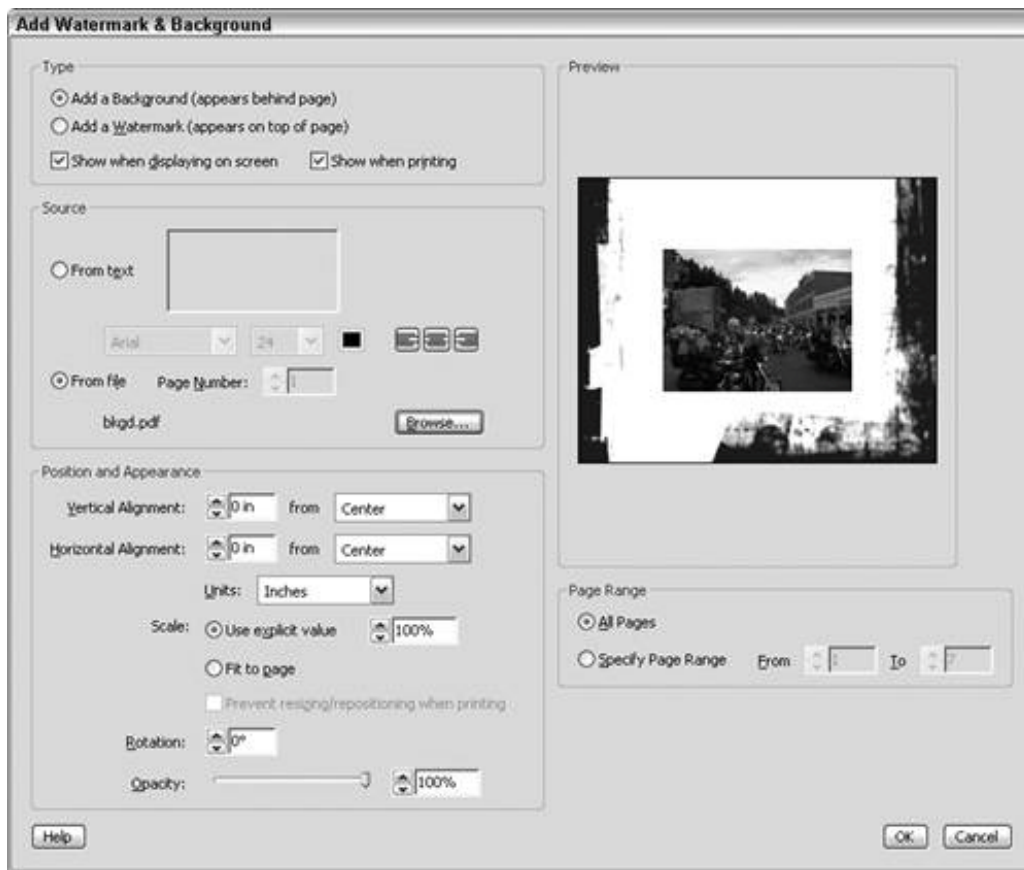 Add Watermark & Background
Type
Add a Background (appears behind page)
Add a Watermark (appears on top of page)
Show when displaying on screen Show when printing
Source
From text
Arial 24
From file Page Number: 1
bkgd.pdf Browse...
Position and Appearance
Vertical Alignment: 0 in from Center
Horizontal Alignment: 0 in from Center
Units: Inches
Scale: Use explicit value 100%
Fit to page
Prevent resizing/repositioning when printing
Rotation: 0°
Opacity: 100%
Preview
Page Range
All Pages
Specify Page Range From 1 To 7
Help OK Cancel